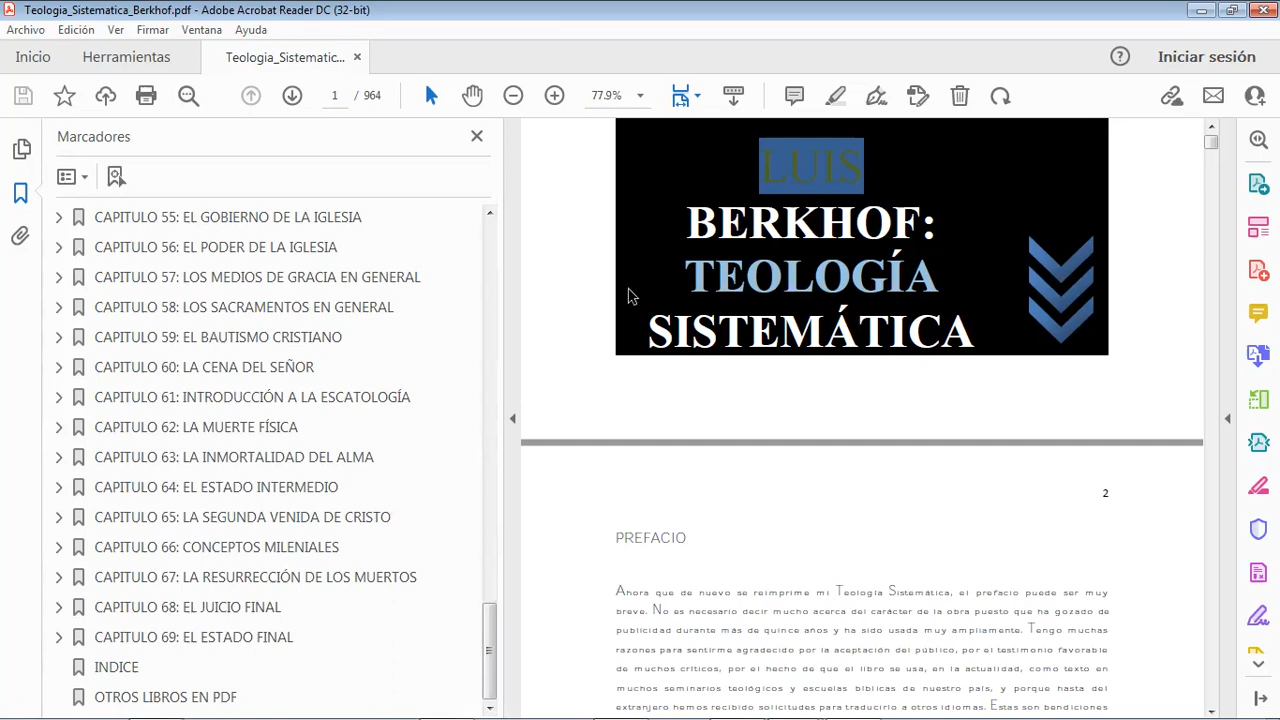 Teologia_Sistematica_Berkhof.pdf - Adobe Acrobat Reader DC (32-bit)
Archivo Edición Ver Firmar Ventana Ayuda
Inicio Herramientas Teologia_Sistematic... Iniciar sesión
1 / 964 77.9%
Marcadores
CAPITULO 55: EL GOBIERNO DE LA IGLESIA
CAPITULO 56: EL PODER DE LA IGLESIA
CAPITULO 57: LOS MEDIOS DE GRACIA EN GENERAL
CAPITULO 58: LOS SACRAMENTOS EN GENERAL
CAPITULO 59: EL BAUTISMO CRISTIANO
CAPITULO 60: LA CENA DEL SEÑOR
CAPITULO 61: INTRODUCCIÓN A LA ESCATOLOGÍA
CAPITULO 62: LA MUERTE FÍSICA
CAPITULO 63: LA INMORTALIDAD DEL ALMA
CAPITULO 64: EL ESTADO INTERMEDIO
CAPITULO 65: LA SEGUNDA VENIDA DE CRISTO
CAPITULO 66: CONCEPTOS MILENIALES
CAPITULO 67: LA RESURRECCIÓN DE LOS MUERTOS
CAPITULO 68: EL JUICIO FINAL
CAPITULO 69: EL ESTADO FINAL
INDICE
OTROS LIBROS EN PDF
LUIS
BERKHOF:
TEOLOGÍA
SISTEMÁTICA
2
PREFACIO
Ahora que de nuevo se reimprime mi Teología Sistemática, el prefacio puede ser muy
breve. No es necesario decir mucho acerca del carácter de la obra puesto que ha gozado de
publicidad durante más de quince años y ha sido usada muy ampliamente. Tengo muchas
razones para sentirme agradecido por la aceptación del público, por el testimonio favorable
de muchos críticos, por el hecho de que el libro se usa, en la actualidad, como texto en
muchos seminarios teológicos y escuelas bíblicas de nuestro país, y porque hasta del
extranjero hemos recibido solicitudes para traducirlo a otros idiomas. Estas son bendiciones